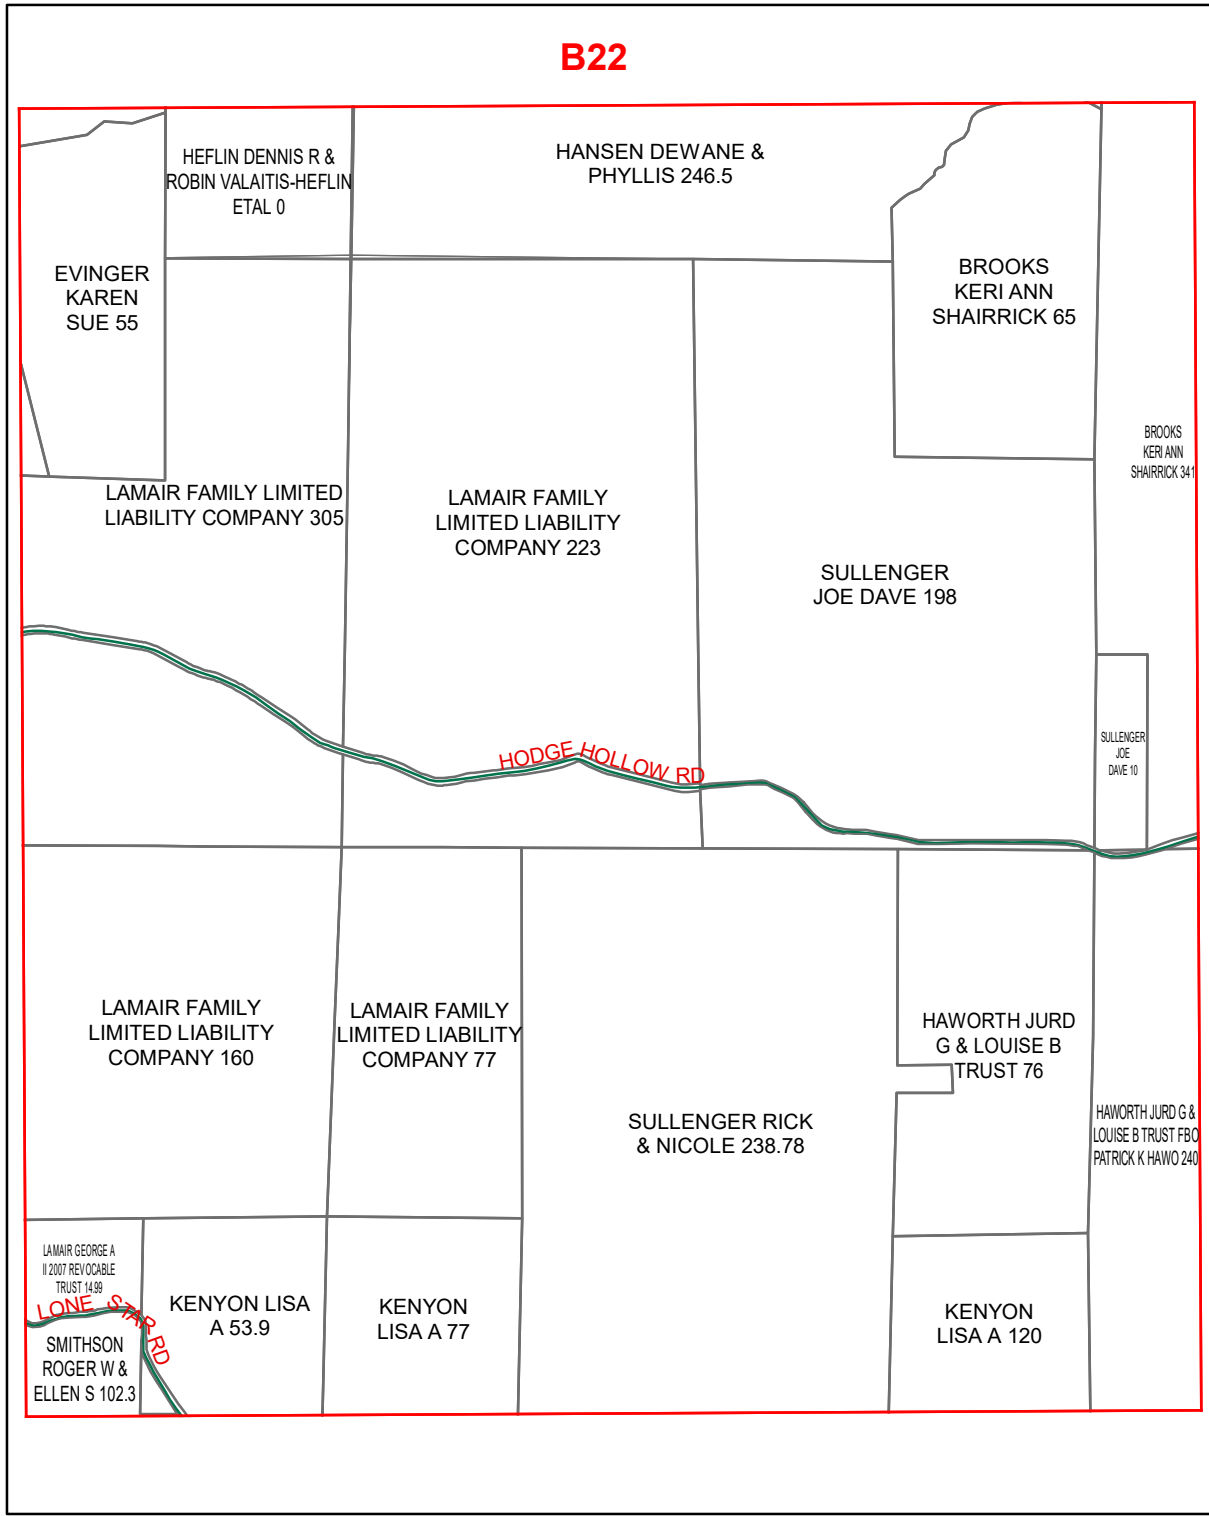 B22
HEFLIN DENNIS R &
ROBIN VALAITIS-HEFLIN
ETAL 0
HANSEN DEWANE &
PHYLLIS 246.5
EVINGER
KAREN
SUE 55
BROOKS
KERI ANN
SHAIRRICK 65
BROOKS
KERI ANN
SHAIRRICK 341
LAMAIR FAMILY LIMITED
LIABILITY COMPANY 305
LAMAIR FAMILY
LIMITED LIABILITY
COMPANY 223
SULLENGER
JOE DAVE 198
SULLENGER
JOE
DAVE 10
HODGE HOLLOW RD
LAMAIR FAMILY
LIMITED LIABILITY
COMPANY 160
LAMAIR FAMILY
LIMITED LIABILITY
COMPANY 77
HAWORTH JURD
G & LOUISE B
TRUST 76
SULLENGER RICK
& NICOLE 238.78
HAWORTH JURD G &
LOUISE B TRUST FBO
PATRICK K HAWO 240
LAMAIR GEORGE A
II 2007 REVOCABLE
TRUST 14.99
LONE STAR RD
KENYON LISA
A 53.9
KENYON
LISA A 77
KENYON
LISA A 120
SMITHSON
ROGER W &
ELLEN S 102.3